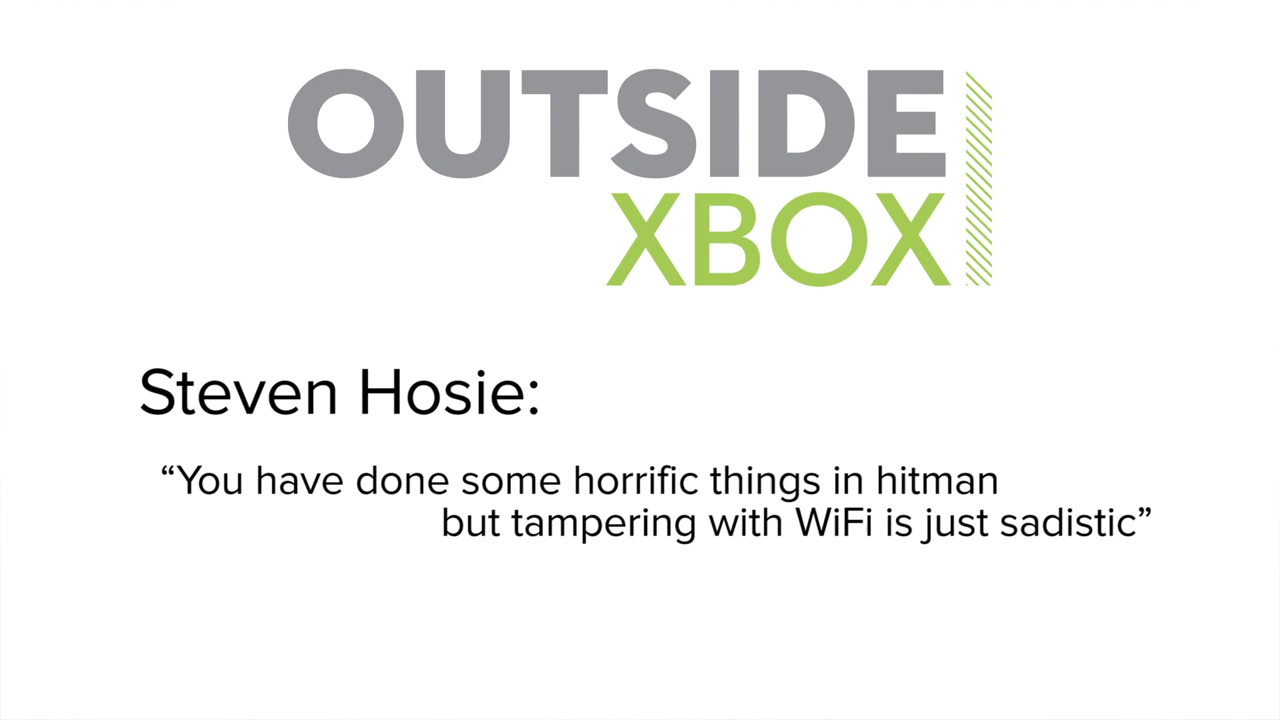 OUTSIDE
XBOX
Steven Hosie:
“You have done some horrific things in hitman
but tampering with WiFi is just sadistic”